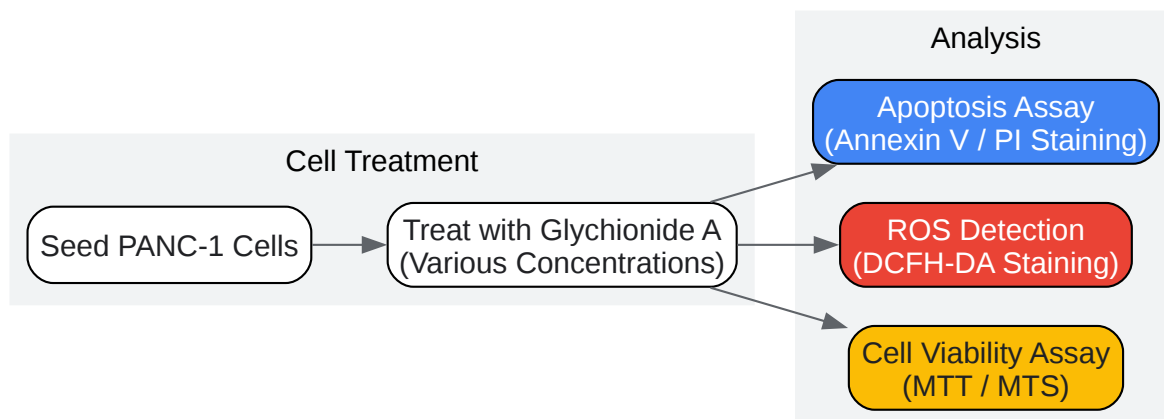 Cell Treatment
Seed PANC-1 Cells
Treat with Glychionide A
(Various Concentrations)
Analysis
Apoptosis Assay
(Annexin V / PI Staining)
ROS Detection
(DCFH-DA Staining)
Cell Viability Assay
(MTT / MTS)